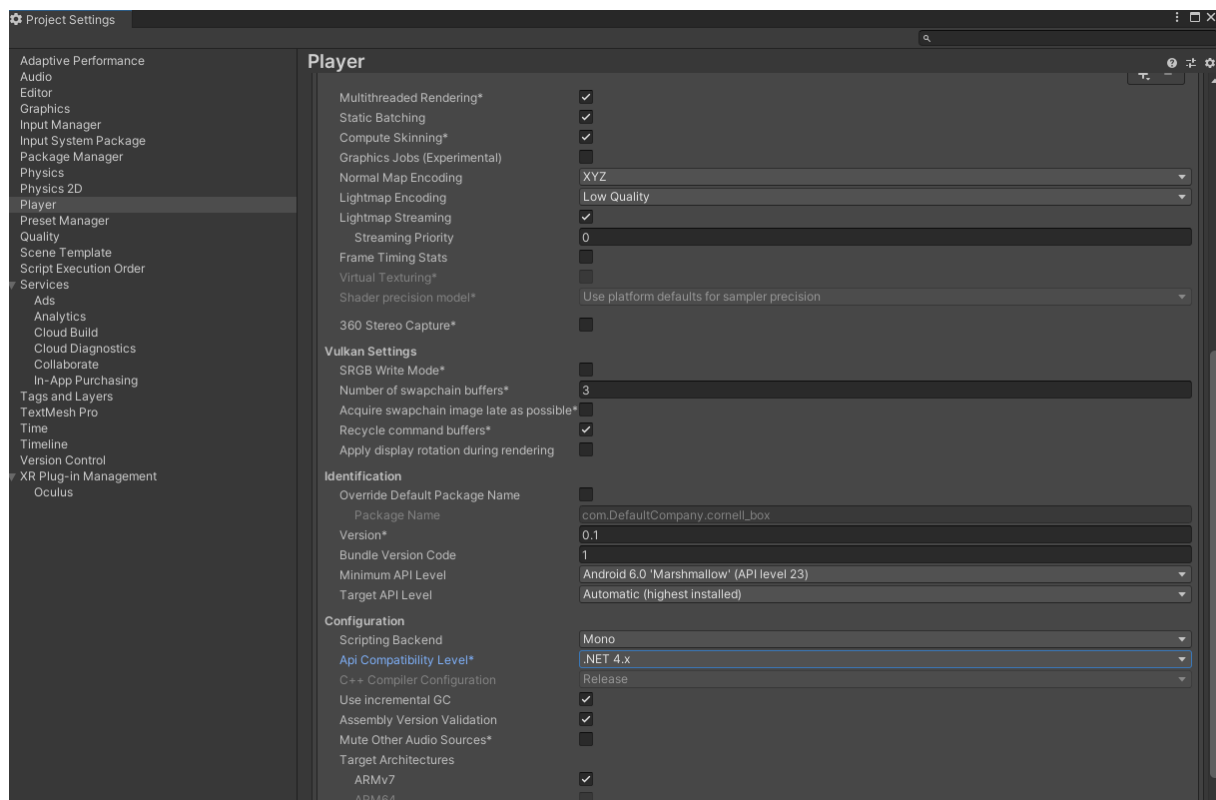 Project Settings
Adaptive Performance
Audio
Editor
Graphics
Input Manager
Input System Package
Package Manager
Physics
Physics 2D
Player
Preset Manager
Quality
Scene Template
Script Execution Order
Services
Ads
Analytics
Cloud Build
Cloud Diagnostics
Collaborate
In-App Purchasing
Tags and Layers
TextMesh Pro
Time
Timeline
Version Control
XR Plug-in Management
Oculus
Player
Multithreaded Rendering*
Static Batching
Compute Skinning*
Graphics Jobs (Experimental)
Normal Map Encoding XYZ
Lightmap Encoding Low Quality
Lightmap Streaming
Streaming Priority 0
Frame Timing Stats
Virtual Texturing*
Shader precision model* Use platform defaults for sampler precision
360 Stereo Capture*
Vulkan Settings
SRGB Write Mode*
Number of swapchain buffers* 3
Acquire swapchain image late as possible*
Recycle command buffers*
Apply display rotation during rendering
Identification
Override Default Package Name
Package Name com.DefaultCompany.cornell_box
Version* 0.1
Bundle Version Code 1
Minimum API Level Android 6.0 'Marshmallow' (API level 23)
Target API Level Automatic (highest installed)
Configuration
Scripting Backend Mono
Api Compatibility Level* .NET 4.x
C++ Compiler Configuration Release
Use incremental GC
Assembly Version Validation
Mute Other Audio Sources*
Target Architectures
ARMv7
ARM64